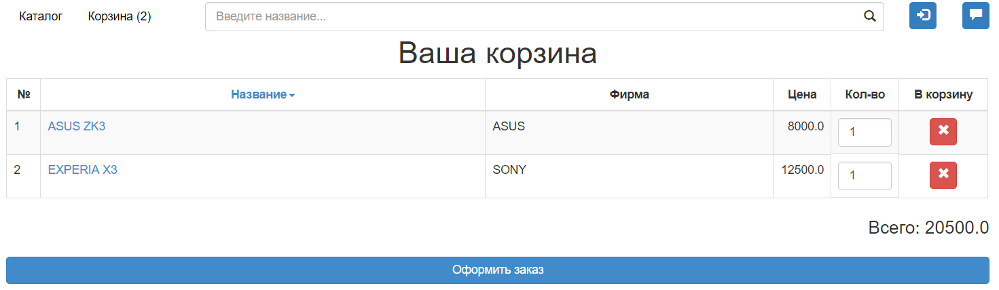 Каталог Корзина (2) Введите название...
Ваша корзина
№ Название Фирма Цена Кол-во В корзину
1 ASUS ZK3 ASUS 8000.0 1
2 EXPERIA X3 SONY 12500.0 1
Всего: 20500.0
Оформить заказ